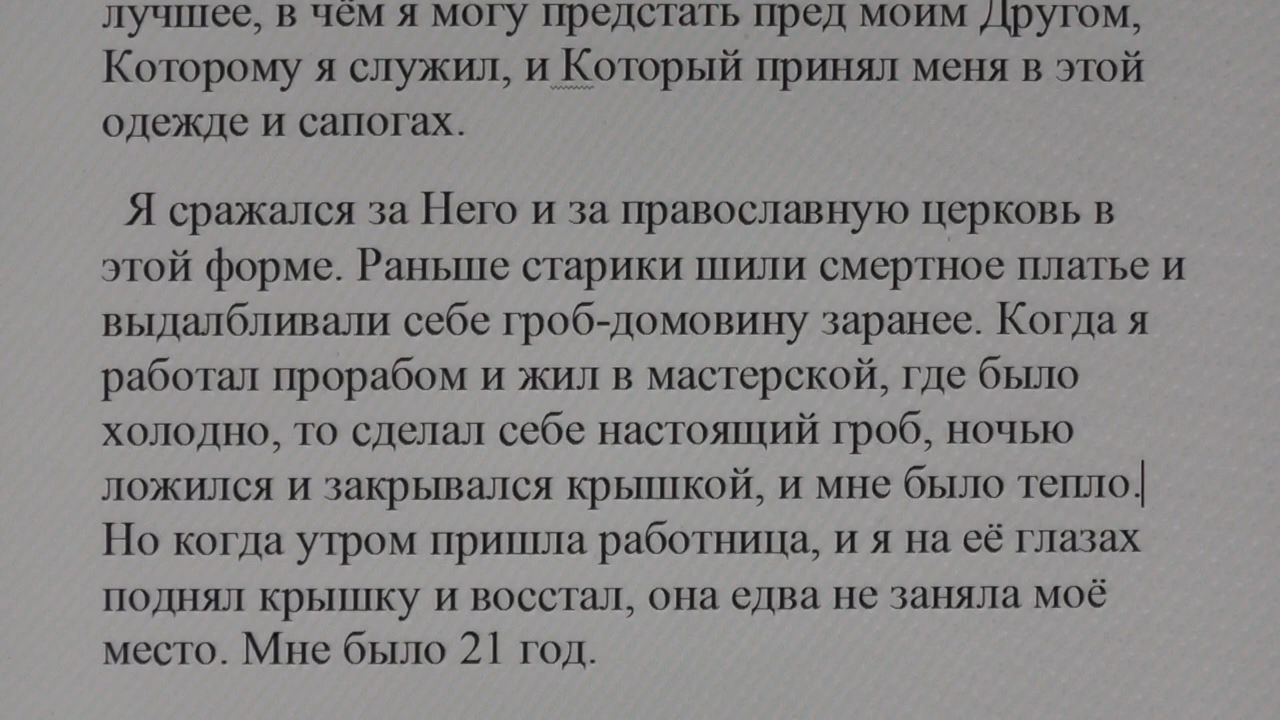 лучшее, в чём я могу предстать пред моим Другом,
Которому я служил, и Который принял меня в этой
одежде и сапогах.
Я сражался за Него и за православную церковь в
этой форме. Раньше старики шили смертное платье и
выдалбливали себе гроб-домовину заранее. Когда я
работал прорабом и жил в мастерской, где было
холодно, то сделал себе настоящий гроб, ночью
ложился и закрывался крышкой, и мне было тепло.
Но когда утром пришла работница, и я на её глазах
поднял крышку и восстал, она едва не заняла моё
место. Мне было 21 год.